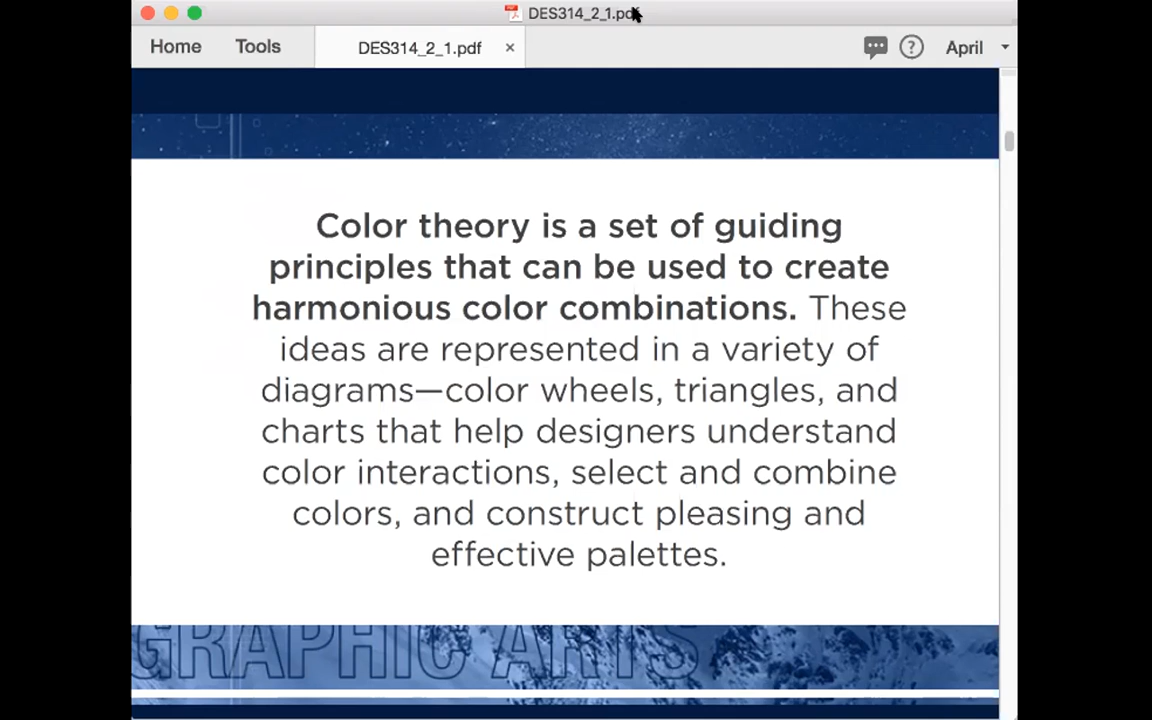 DES314_2_1.pdf
Home Tools DES314_2_1.pdf × ? April
Color theory is a set of guiding
principles that can be used to create
harmonious color combinations. These
ideas are represented in a variety of
diagrams—color wheels, triangles, and
charts that help designers understand
color interactions, select and combine
colors, and construct pleasing and
effective palettes.
GRAPHIC ARTS